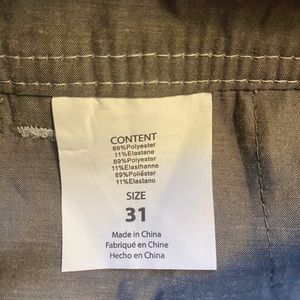 CONTENT
89%Polyester
11%Elastane
89%Polyester
11%Elasthanne
89%Poliéster
11%Elastano
SIZE
31
Made in China
Fabriqué en Chine
Hecho en China